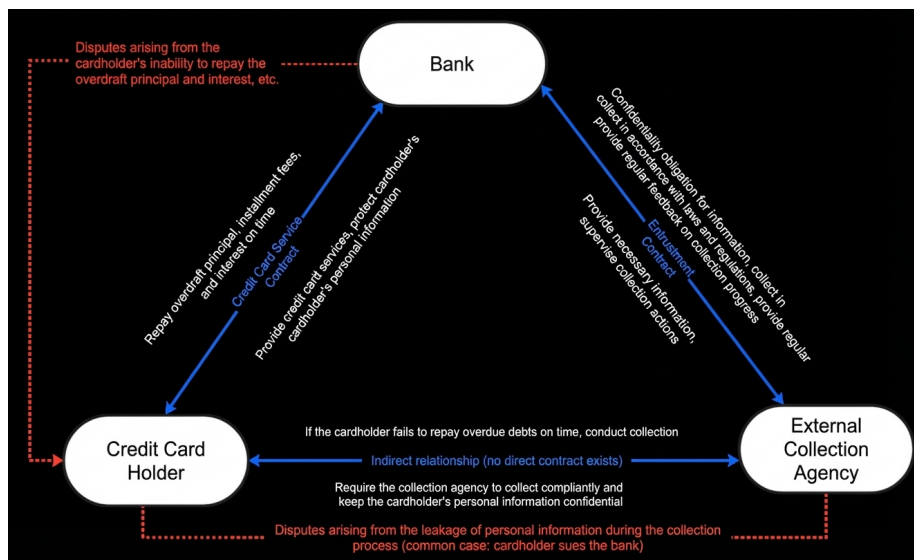 Disputes arising from the
cardholder's inability to repay the
overdraft principal and interest, etc.
Bank
Repay overdraft principal, installment fees,
and interest on time
Credit Card Service
Contract
Provide credit card services, protect cardholder's
cardholder's personal information
Confidentiality obligation for information, collect in
collect in accordance with laws and regulations, provide regular
provide regular feedback on collection progress
Entrustment
Contract
Provide necessary information,
supervise collection actions
Credit Card
Holder
If the cardholder fails to repay overdue debts on time, conduct collection
Indirect relationship (no direct contract exists)
Require the collection agency to collect compliantly and
keep the cardholder's personal information confidential
External
Collection
Agency
Disputes arising from the leakage of personal information during the collection
process (common case: cardholder sues the bank)